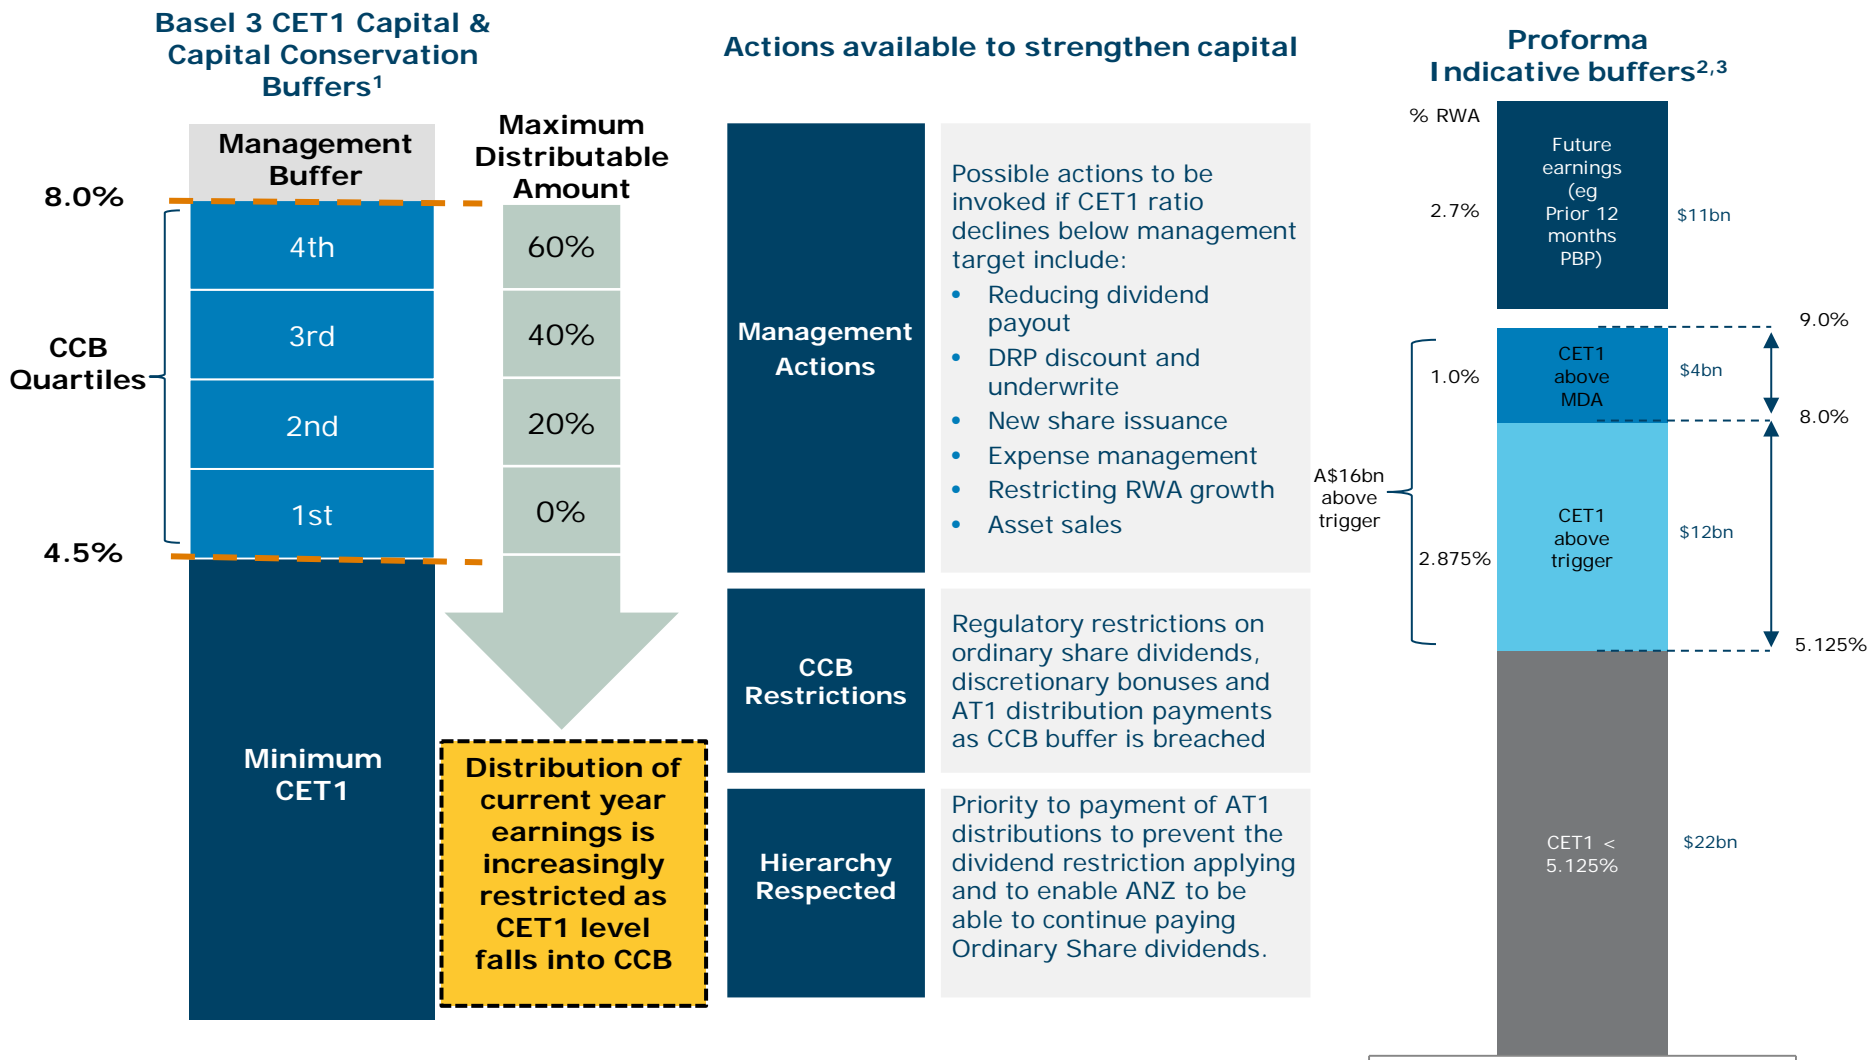 Basel 3 CET1 Capital &
Capital Conservation
Buffers1
Management
Buffer
8.0%
4th
3rd
2nd
1st
CCB
Quartiles
4.5%
Minimum
CET1
Maximum
Distributable
Amount
60%
40%
20%
0%
Distribution of
current year
earnings is
increasingly
restricted as
CET1 level
falls into CCB
Actions available to strengthen capital
Management
Actions
Possible actions to be
invoked if CET1 ratio
declines below management
target include:
• Reducing dividend
payout
• DRP discount and
underwrite
• New share issuance
• Expense management
• Restricting RWA growth
• Asset sales
CCB
Restrictions
Regulatory restrictions on
ordinary share dividends,
discretionary bonuses and
AT1 distribution payments
as CCB buffer is breached
Hierarchy
Respected
Priority to payment of AT1
distributions to prevent the
dividend restriction applying
and to enable ANZ to be
able to continue paying
Ordinary Share dividends.
Proforma
Indicative buffers2,3
% RWA
2.7%
Future
earnings
(eg
Prior 12
months
PBP)
$11bn
9.0%
1.0%
CET1
above
MDA
$4bn
8.0%
A$16bn
above
trigger
2.875%
CET1
above
trigger
$12bn
5.125%
CET1 <
5.125%
$22bn